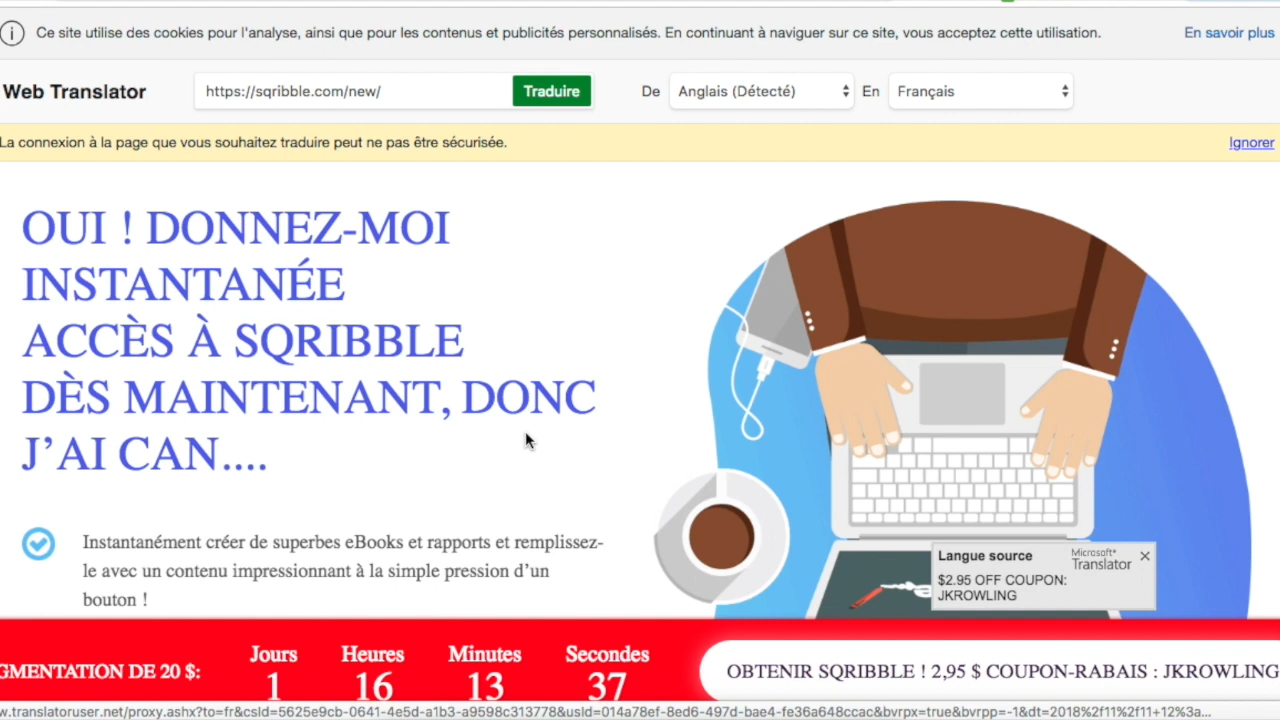 Ce site utilise des cookies pour l'analyse, ainsi que pour les contenus et publicités personnalisés. En continuant à naviguer sur ce site, vous acceptez cette utilisation. En savoir plus
Web Translator https://sqribble.com/new/ Traduire De Anglais (Détecté) En Français
La connexion à la page que vous souhaitez traduire peut ne pas être sécurisée. Ignorer
OUI ! DONNEZ-MOI
INSTANTANÉE
ACCÈS À SQRIBBLE
DÈS MAINTENANT, DONC
J’AI CAN....
Instantanément créer de superbes eBooks et rapports et remplissez-
le avec un contenu impressionnant à la simple pression d’un
bouton !
Langue source Microsoft® Translator
$2.95 OFF COUPON:
JKROWLING
GMENTATION DE 20 $: Jours Heures Minutes Secondes
1 16 13 37
OBTENIR SQRIBBLE ! 2,95 $ COUPON-RABAIS : JKROWLING
w.translatoruser.net/proxy.ashx?to=fr&csId=5625e9cb-0641-4e5d-a1b3-a9598c313778&usId=014a78ef-8ed6-497d-bae4-fe36a648ccac&bvrpx=true&bvrpp=-1&dt=2018%2f11%2f11+12%3a...